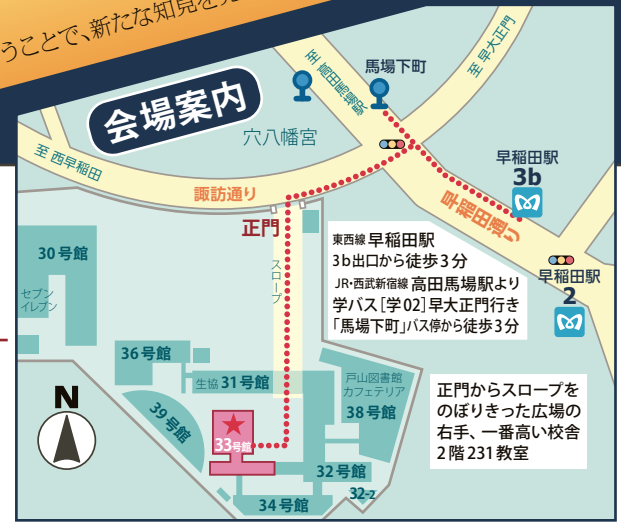 うことで、新たな知見を
会場案内
至 高田馬場駅
馬場下町
至 早大正門
穴八幡宮
至 西早稲田
諏訪通り
早稲田駅
3b
早稲田通り
正門
スロープ
東西線 早稲田駅
3b出口から徒歩3分
JR・西武新宿線 高田馬場駅より
学バス[学02]早大正門行き
「馬場下町」バス停から徒歩3分
早稲田駅
2
30号館
セブン
イレブン
36号館
生協 31号館
戸山図書館
カフェテリア
38号館
39号館
33号館
32号館
32-2
34号館
N
正門からスロープを
のぼりきった広場の
右手、一番高い校舎
2階231教室